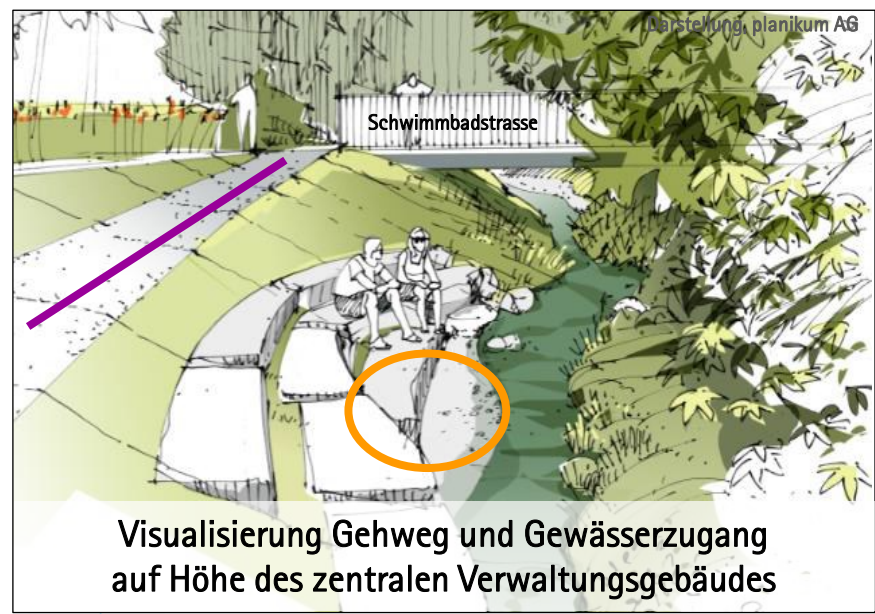 Darstellung, planikum AG
Schwimmbadstrasse
Visualisierung Gehweg und Gewässerzugang
auf Höhe des zentralen Verwaltungsgebäudes